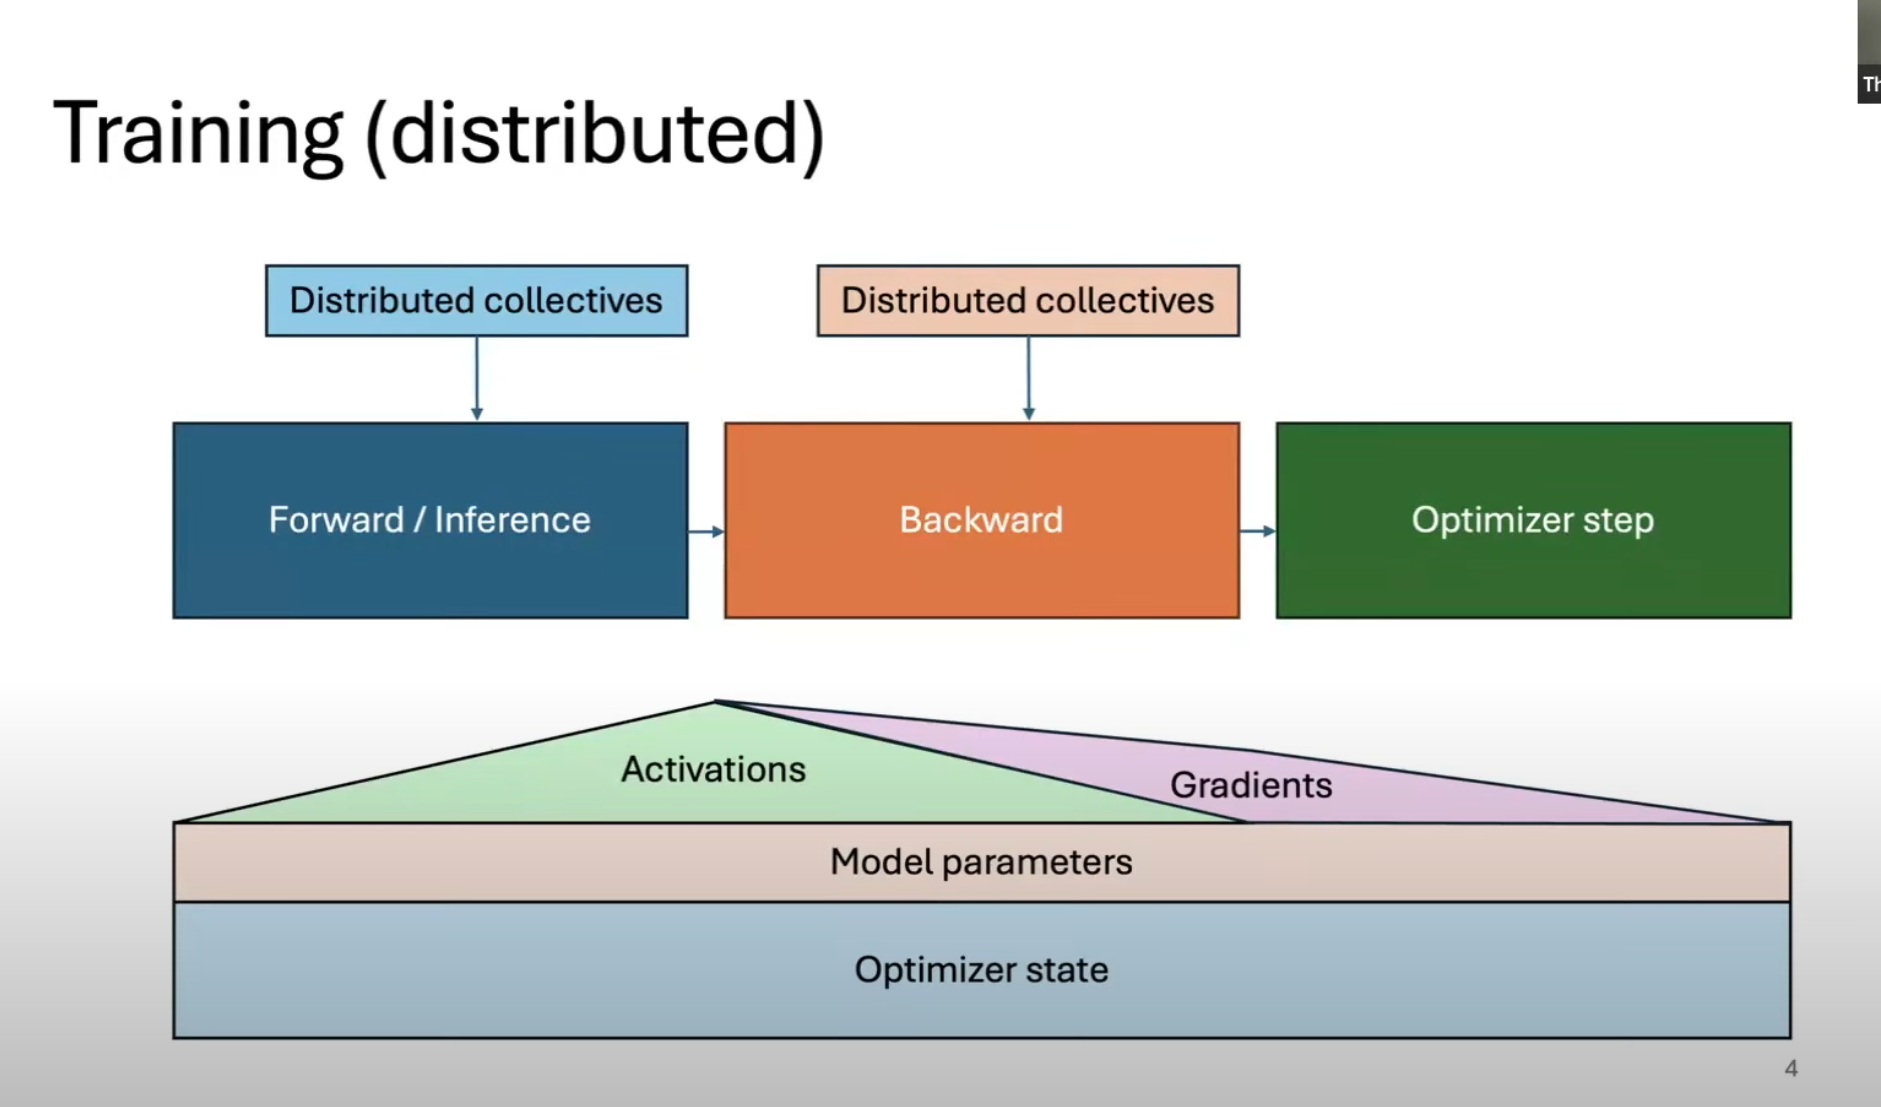 Training (distributed)
Th
Distributed collectives
Distributed collectives
Forward / Inference
Backward
Optimizer step
Activations
Gradients
Model parameters
Optimizer state
4